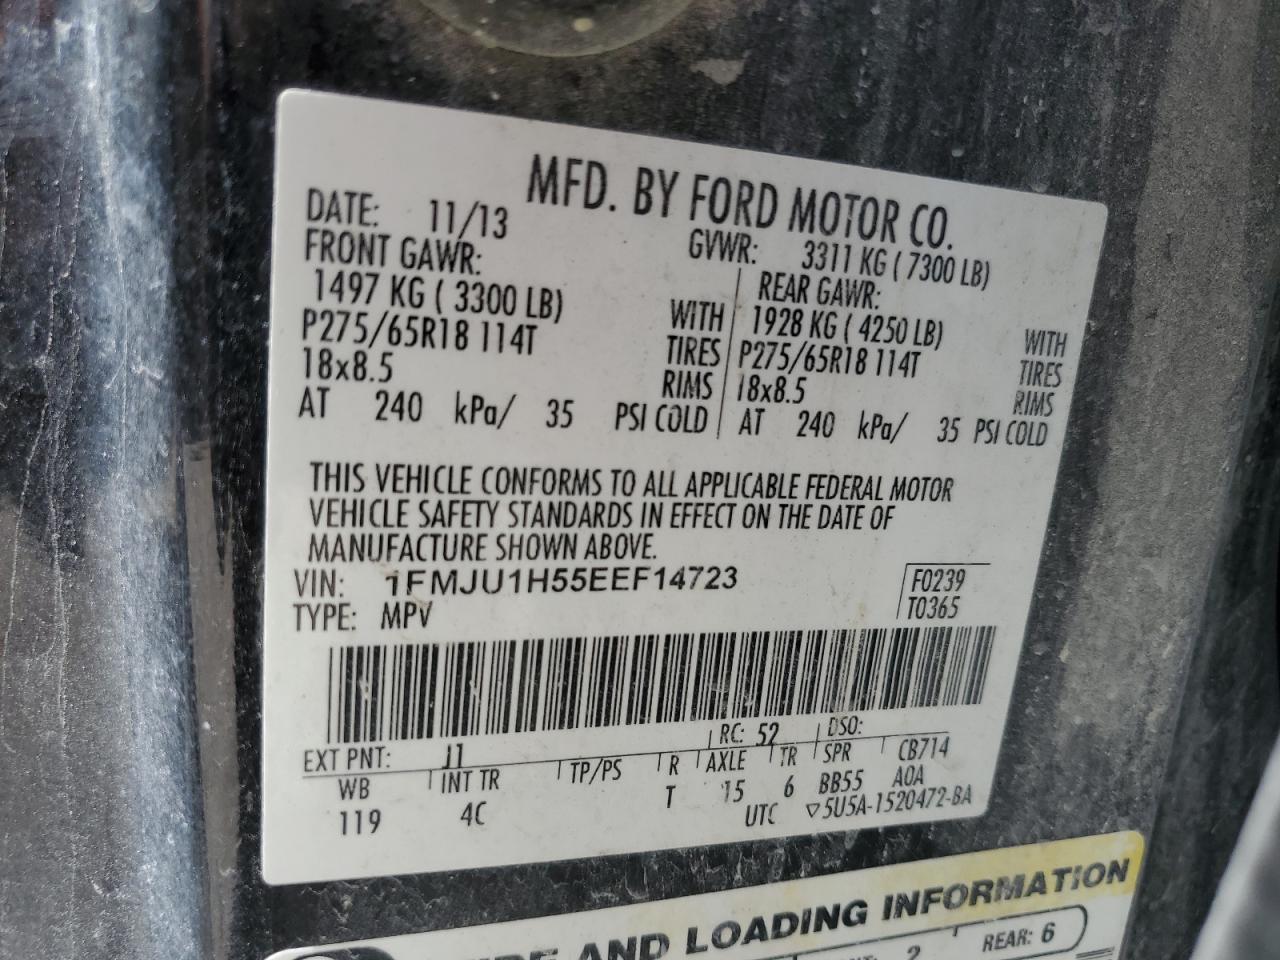 MFD. BY FORD MOTOR CO.
DATE: 11/13 GVWR: 3311 KG ( 7300 LB)
FRONT GAWR: REAR GAWR:
1497 KG ( 3300 LB) WITH 1928 KG ( 4250 LB) WITH
P275/65R18 114T TIRES P275/65R18 114T TIRES
18x8.5 RIMS 18x8.5 RIMS
AT 240 kPa/ 35 PSI COLD AT 240 kPa/ 35 PSI COLD
THIS VEHICLE CONFORMS TO ALL APPLICABLE FEDERAL MOTOR
VEHICLE SAFETY STANDARDS IN EFFECT ON THE DATE OF
MANUFACTURE SHOWN ABOVE.
VIN: 1FMJU1H55EEF14723 F0239
TYPE: MPV T0365
EXT PNT: J1 RC: 52 DSO:
WB INT TR TP/PS R AXLE TR SPR CB714
119 4C T 15 6 BB55 AOA
UTC ▽5U5A-1520472-BA
AND LOADING INFORMATION
2 REAR: 6